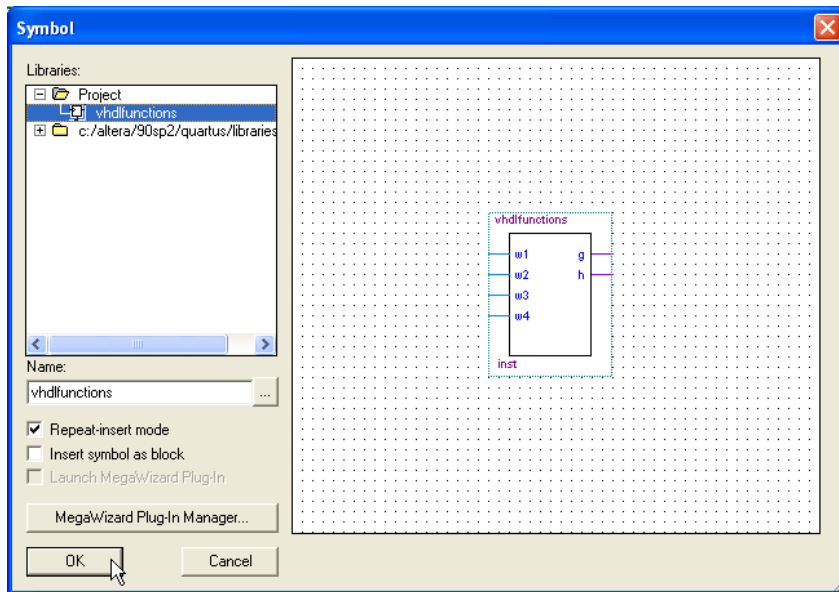 Symbol
Libraries:
Project
vhdlfunctions
c:/altera/90sp2/quartus/libraries
Name:
vhdlfunctions
...
Repeat-insert mode
Insert symbol as block
Launch MegaWizard Plug-In
MegaWizard Plug-In Manager...
OK
Cancel
vhdlfunctions
w1
g
w2
h
w3
w4
inst